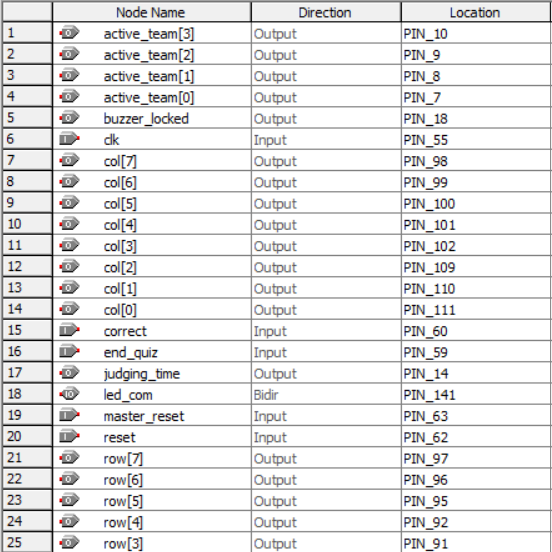 Node Name Direction Location
1 active_team[3] Output PIN_10
2 active_team[2] Output PIN_9
3 active_team[1] Output PIN_8
4 active_team[0] Output PIN_7
5 buzzer_locked Output PIN_18
6 clk Input PIN_55
7 col[7] Output PIN_98
8 col[6] Output PIN_99
9 col[5] Output PIN_100
10 col[4] Output PIN_101
11 col[3] Output PIN_102
12 col[2] Output PIN_109
13 col[1] Output PIN_110
14 col[0] Output PIN_111
15 correct Input PIN_60
16 end_quiz Input PIN_59
17 judging_time Output PIN_14
18 led_com Bidir PIN_141
19 master_reset Input PIN_63
20 reset Input PIN_62
21 row[7] Output PIN_97
22 row[6] Output PIN_96
23 row[5] Output PIN_95
24 row[4] Output PIN_92
25 row[3] Output PIN_91